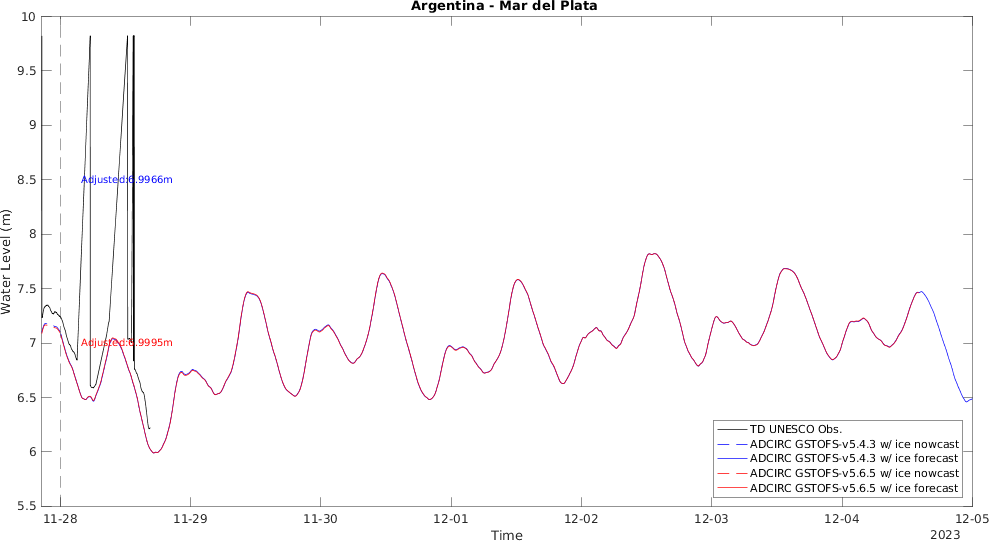 Argentina - Mar del Plata
10
9.5
9
8.5
8
7.5
7
6.5
6
5.5
Water Level (m)
Adjusted:6.9966m
Adjusted:6.9995m
TD UNESCO Obs.
ADCIRC GSTOFS-v5.4.3 w/ ice nowcast
ADCIRC GSTOFS-v5.4.3 w/ ice forecast
ADCIRC GSTOFS-v5.6.5 w/ ice nowcast
ADCIRC GSTOFS-v5.6.5 w/ ice forecast
11-28 11-29 11-30 12-01 12-02 12-03 12-04 12-05
Time
2023